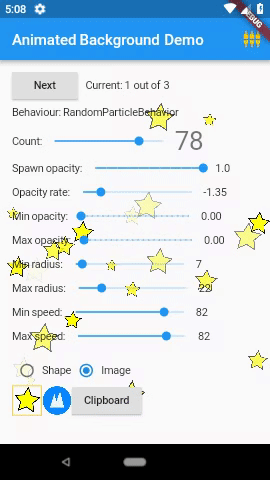 5:08
DEBUG
Animated Background Demo
Next Current: 1 out of 3
Behaviour: RandomParticleBehavior
Count: 78
Spawn opacity: 1.0
Opacity rate: -1.35
Min opacity: 0.00
Max opacity: 0.00
Min radius: 7
Max radius: 22
Min speed: 82
Max speed: 82
Shape Image
Clipboard